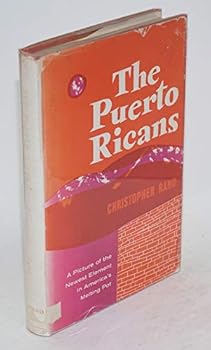 The
Puerto
Ricans
CHRISTOPHER RAND
A Picture of the
Newest Element
in America's
Melting Pot